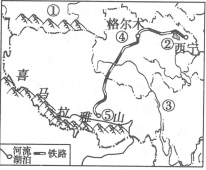 ①
格尔木
④
②
西宁
喜
马
拉
雅
山
③
⑤
河流
湖泊
铁路